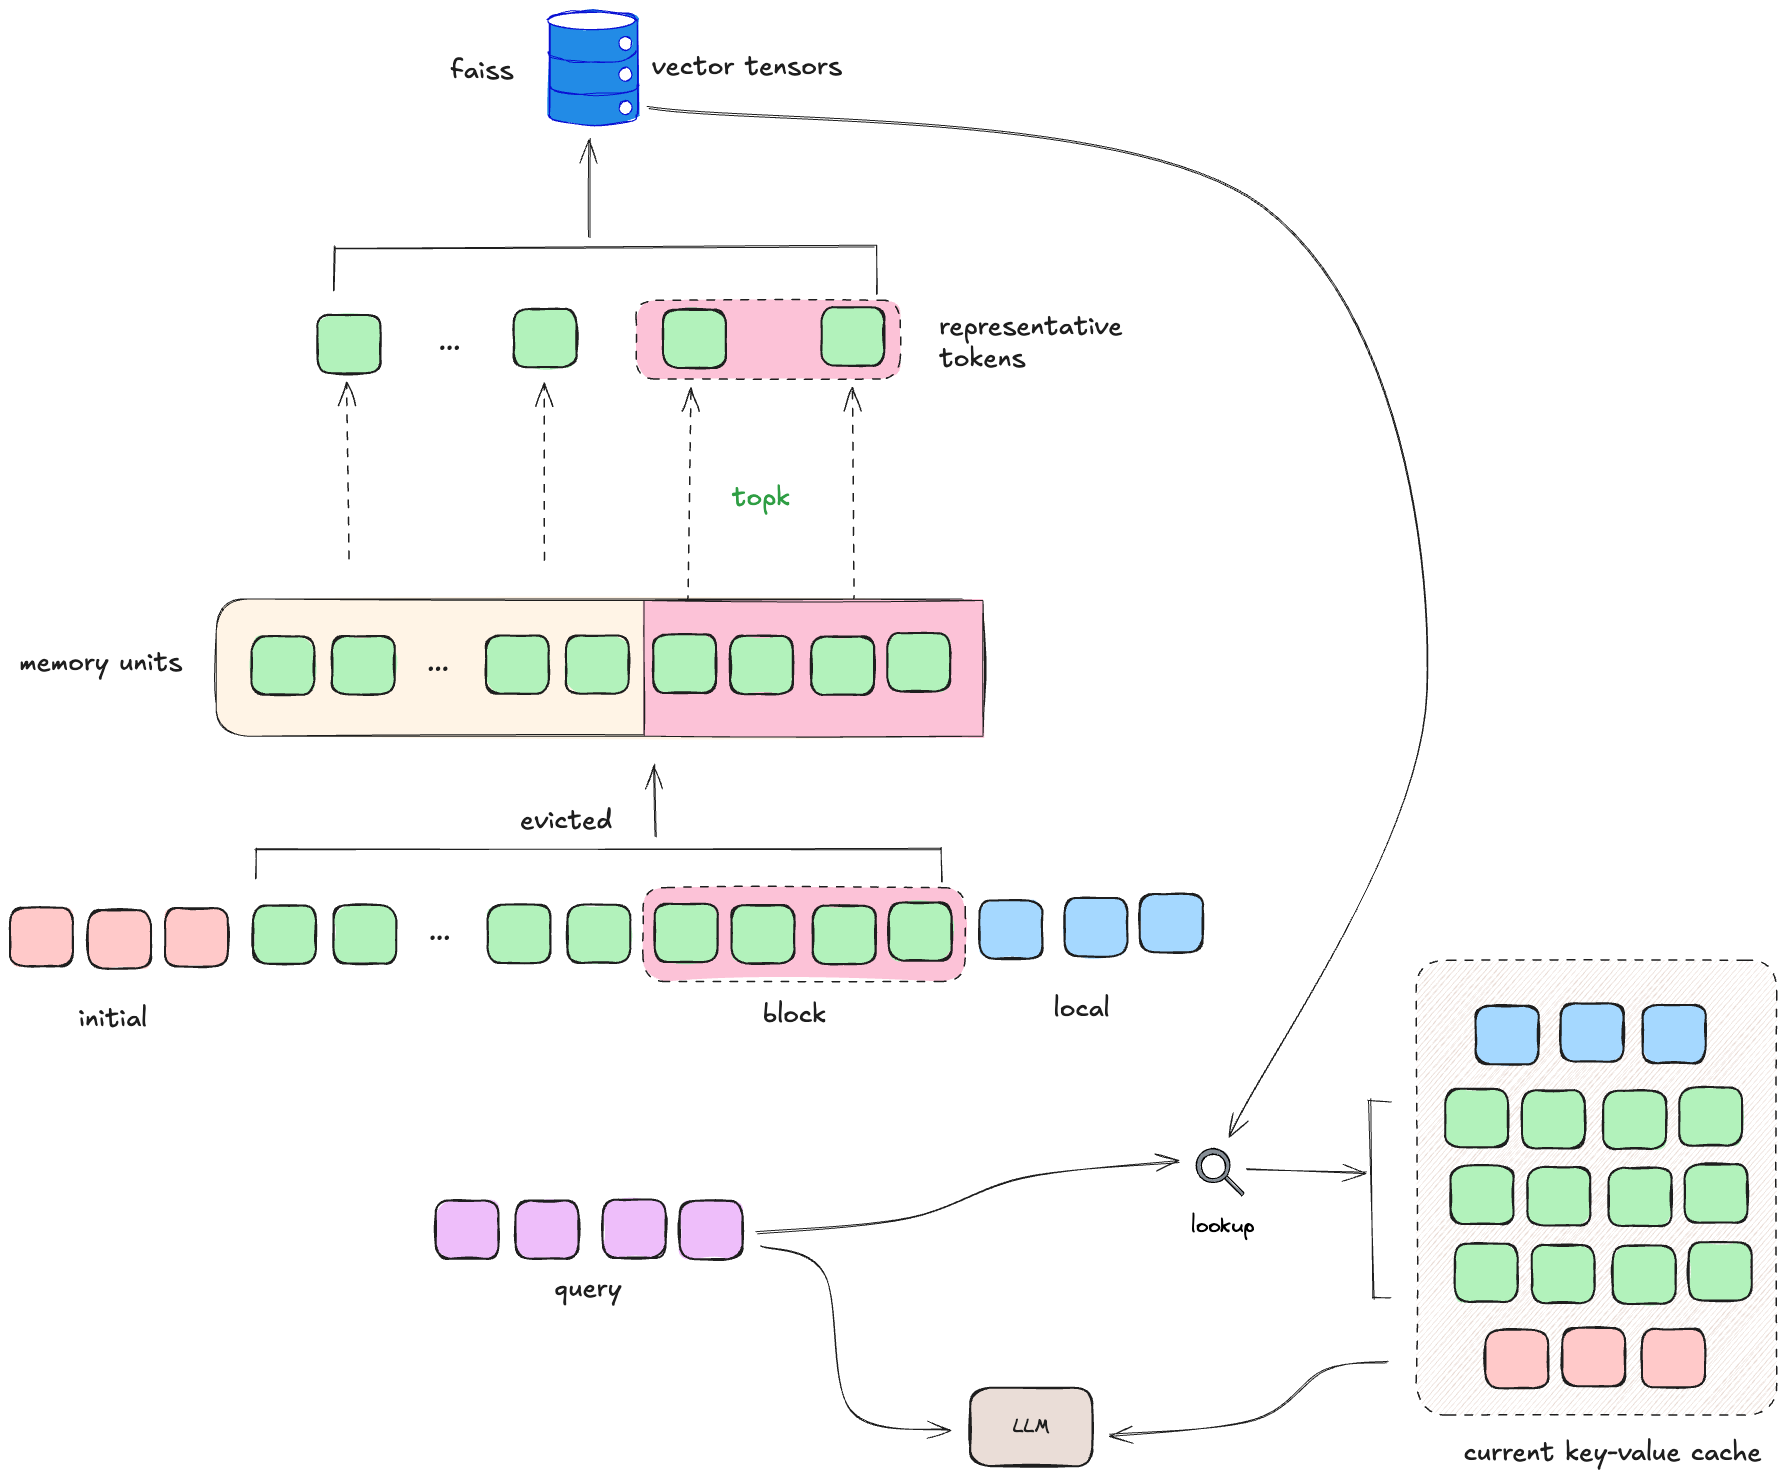 faiss
vector tensors
...
representative
tokens
topk
memory units
...
evicted
...
initial
block
local
lookup
query
LLM
current key-value cache